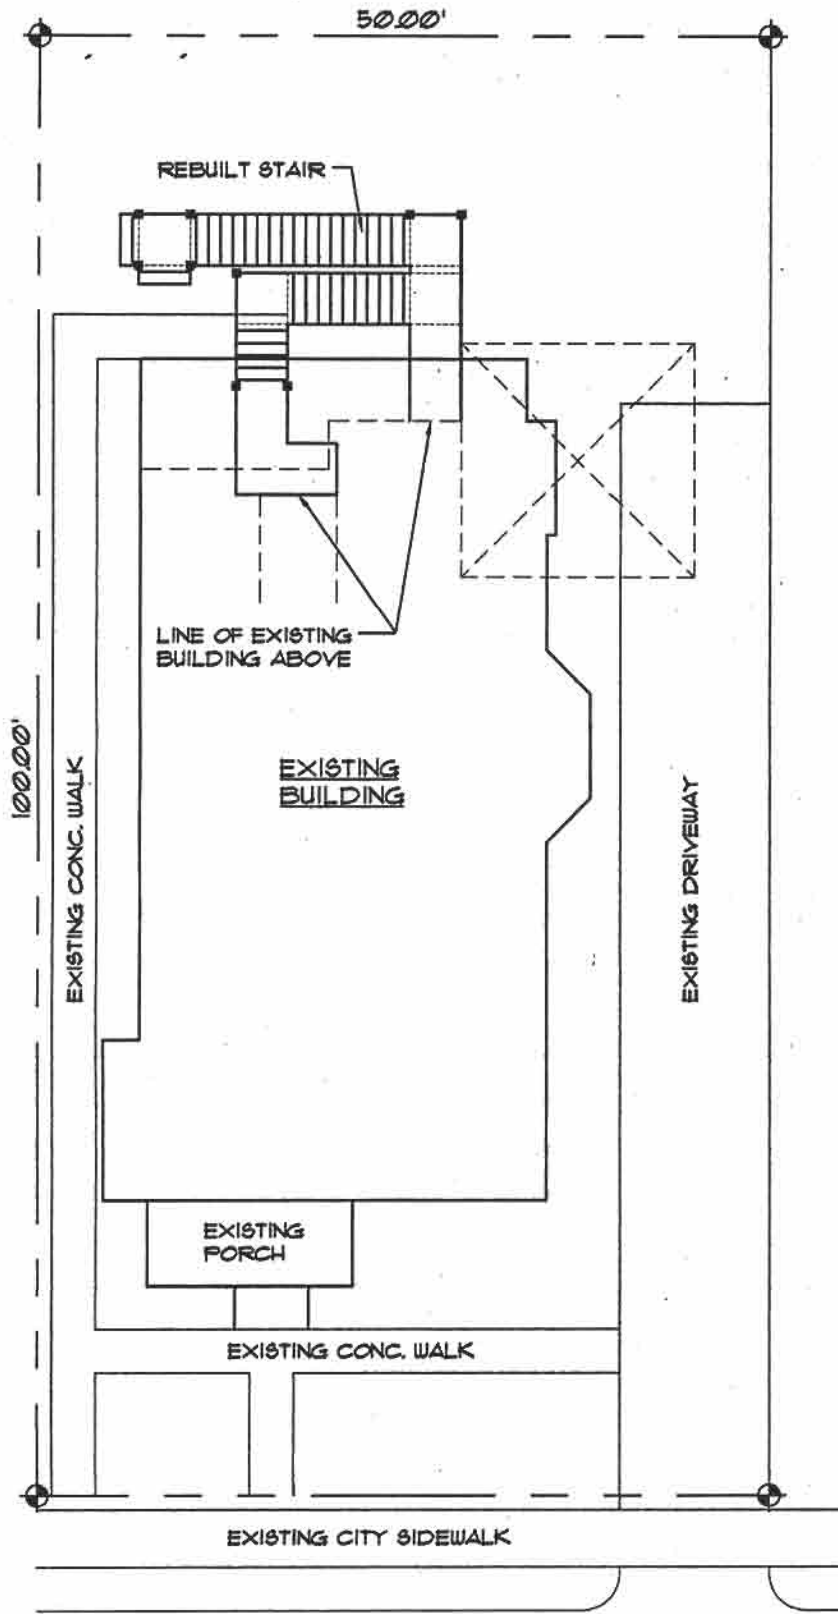 50.00'
REBUILT STAIR
LINE OF EXISTING
BUILDING ABOVE
100.00'
EXISTING CONC. WALK
EXISTING
BUILDING
EXISTING DRIVEWAY
EXISTING
PORCH
EXISTING CONC. WALK
EXISTING CITY SIDEWALK